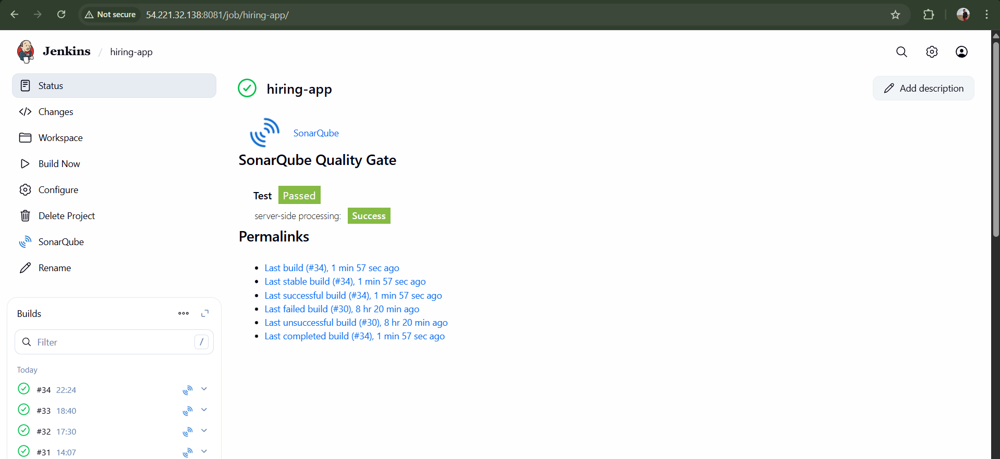 Not secure 54.221.32.138:8081/job/hiring-app/
Jenkins / hiring-app
Status
Changes
Workspace
Build Now
Configure
Delete Project
SonarQube
Rename
Builds
Filter /
Today
#34 22:24
#33 18:40
#32 17:30
#31 14:07
hiring-app
Add description
SonarQube
SonarQube Quality Gate
Test Passed
server-side processing: Success
Permalinks
Last build (#34), 1 min 57 sec ago
Last stable build (#34), 1 min 57 sec ago
Last successful build (#34), 1 min 57 sec ago
Last failed build (#30), 8 hr 20 min ago
Last unsuccessful build (#30), 8 hr 20 min ago
Last completed build (#34), 1 min 57 sec ago